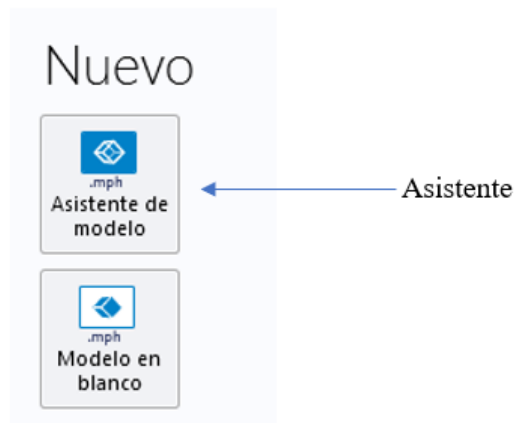 Nuevo
.mph
Asistente de
modelo
Asistente
.mph
Modelo en
blanco